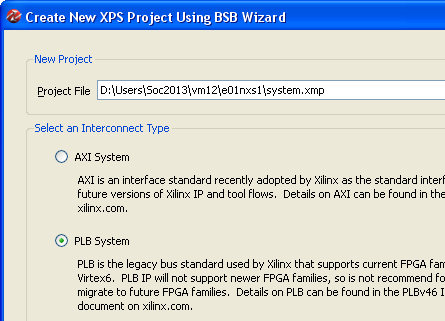 Create New XPS Project Using BSB Wizard
New Project
Project File D:\Users\Soc2013\vm12\e01nxs1\system.xmp
Select an Interconnect Type
AXI System
AXI is an interface standard recently adopted by Xilinx as the standard interf
future versions of Xilinx IP and tool flows. Details on AXI can be found in the
xilinx.com.
PLB System
PLB is the legacy bus standard used by Xilinx that supports current FPGA fam
Virtex6. PLB IP will not support newer FPGA families, so is not recommend fo
migrate to future FPGA families. Details on PLB can be found in the PLBv46 I
document on xilinx.com.